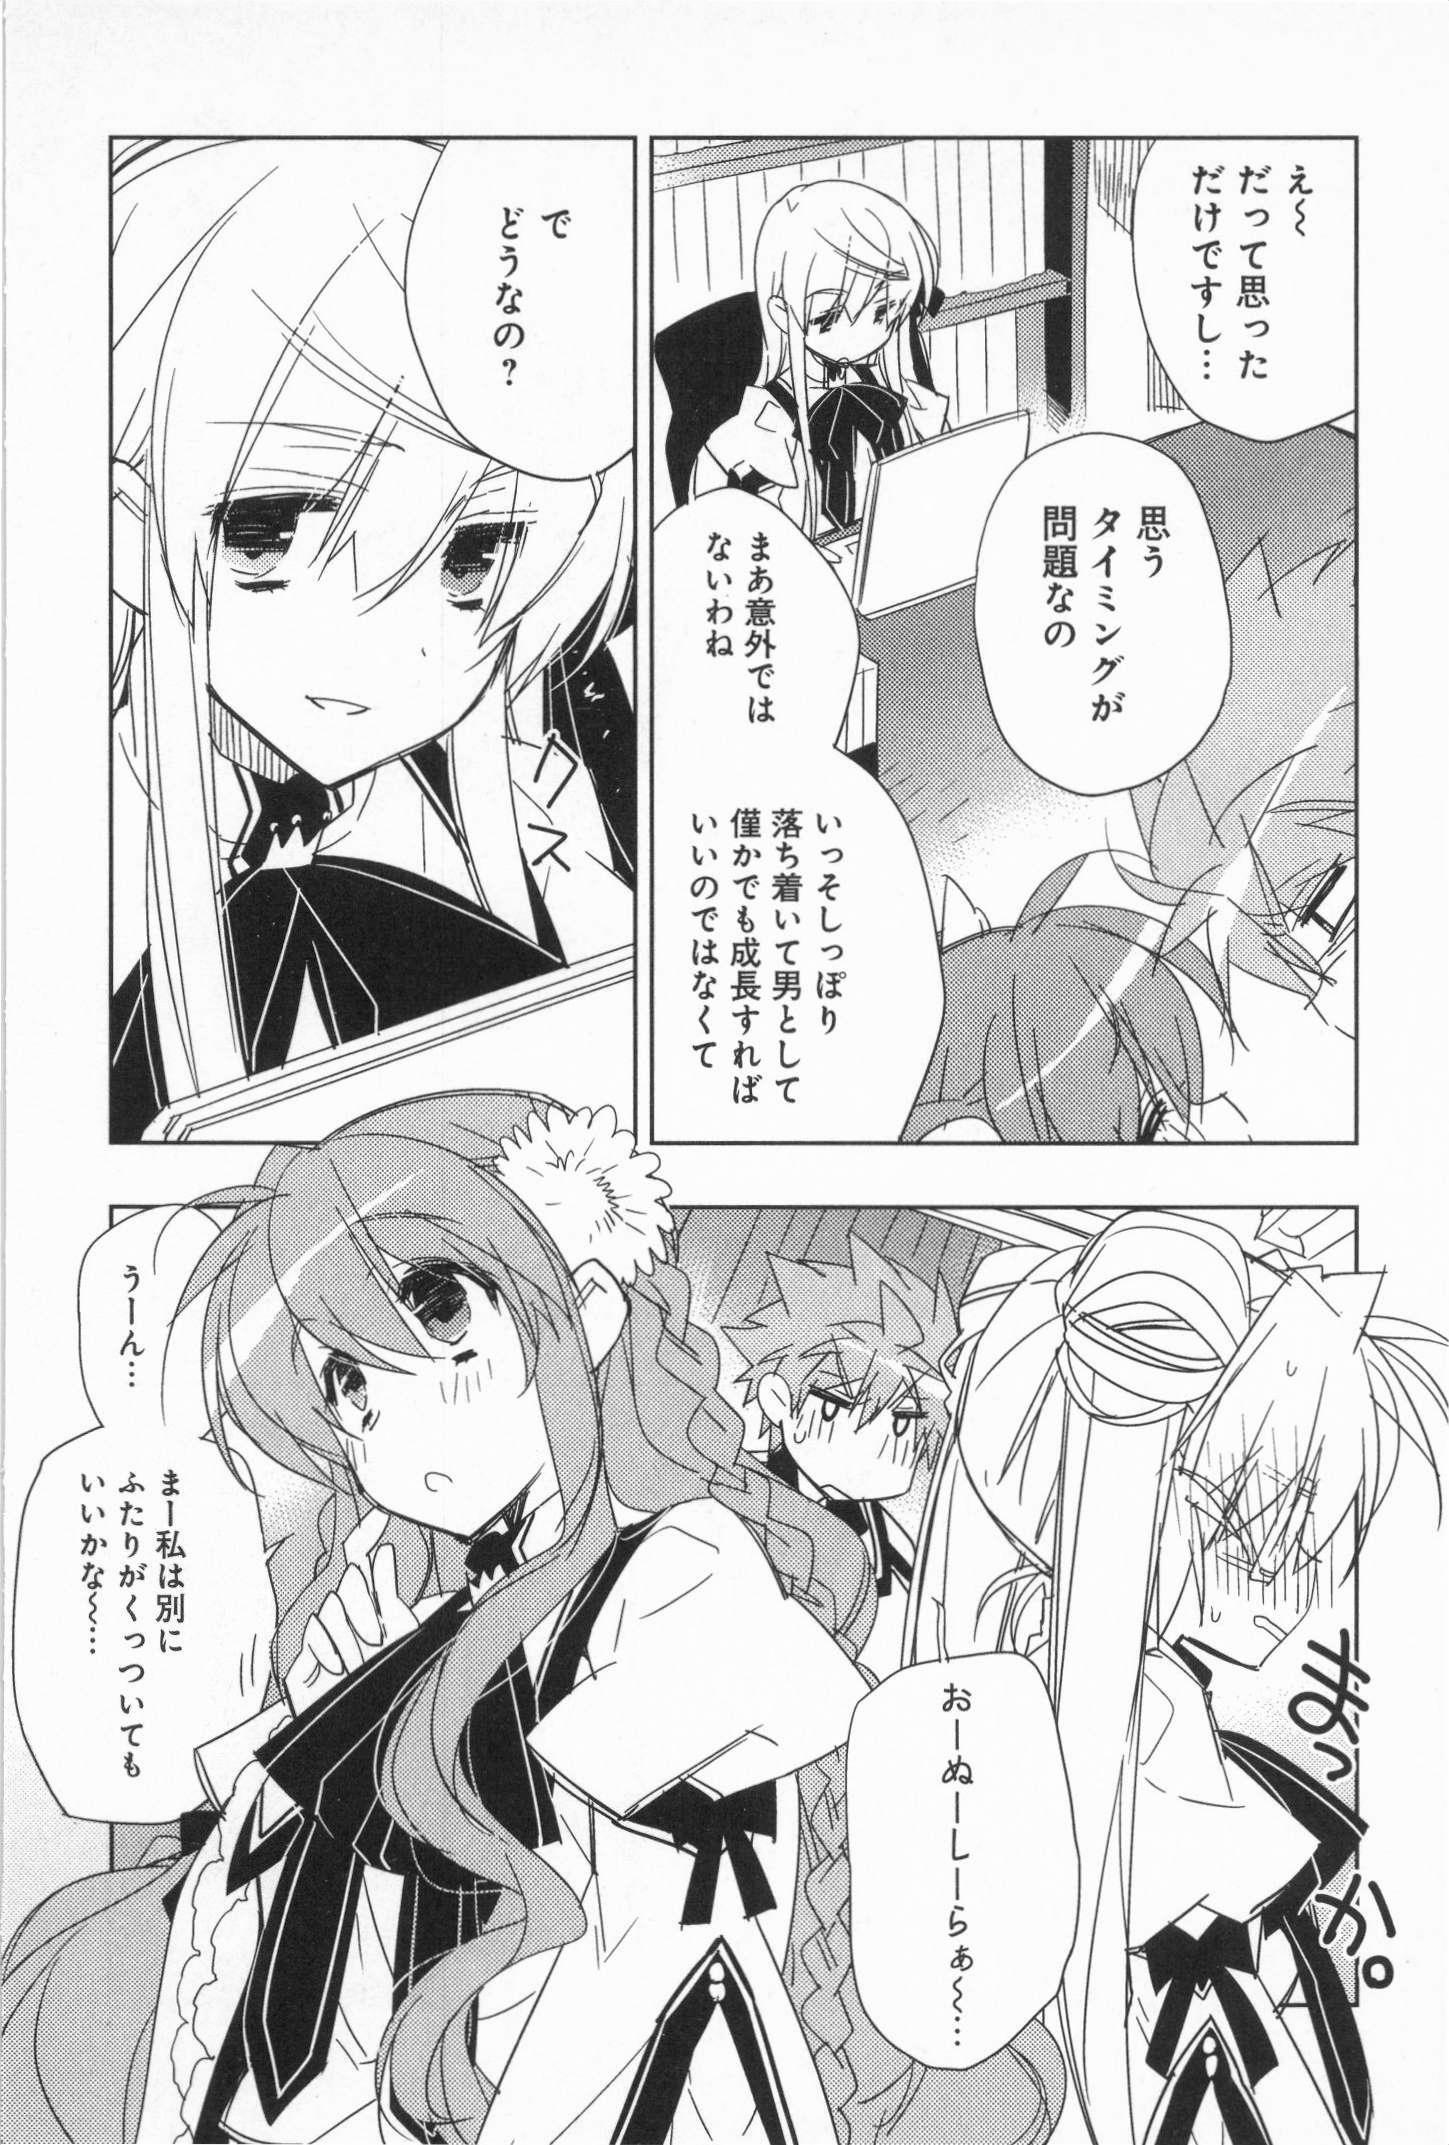 え～
だって思った
だけですし…
思う
タイミングが
問題なの
まあ意外では
ないわね
いっそしっぽり
落ち着いて男として
僅かでも成長すれば
いいのではなくて
で
どうなの？
クス
おーぬーしーらぁ～…
まっか。
うーん…
まー私は別に
ふたりがくっついても
いいかな～…